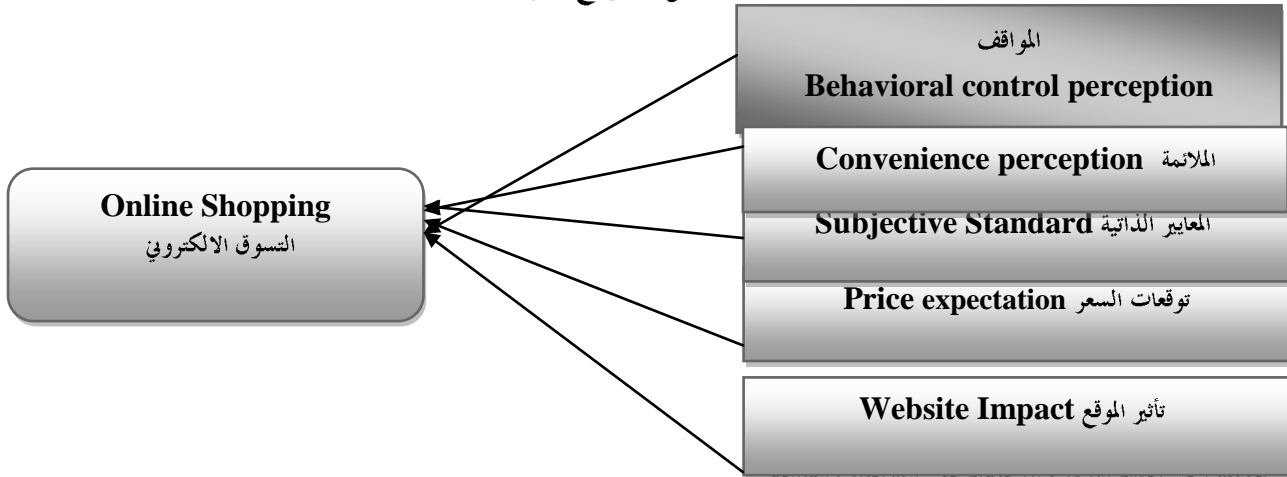 المواقف
Behavioral control perception
Convenience perception الملائمة
Subjective Standard المعايير الذاتية
Price expectation توقعات السعر
Website Impact تأثير الموقع
Online Shopping
التسوق الالكتروني